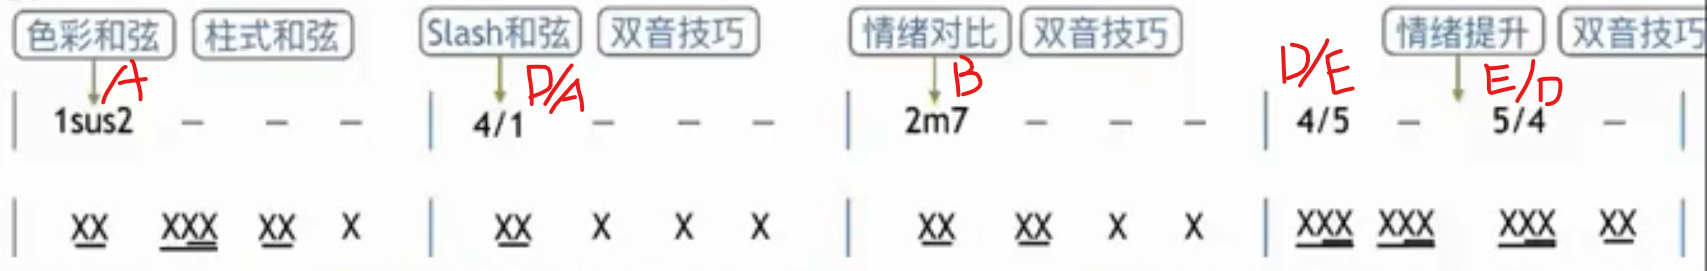 色彩和弦 柱式和弦 Slash和弦 双音技巧 情绪对比 双音技巧 情绪提升 双音技巧
A D/A B D/E E/D
| 1sus2 – – – | 4/1 – – – | 2m7 – – – | 4/5 – 5/4 – |
| XX XXX XX X | XX X X X | XX XX X X | XXX XXX XXX XX |